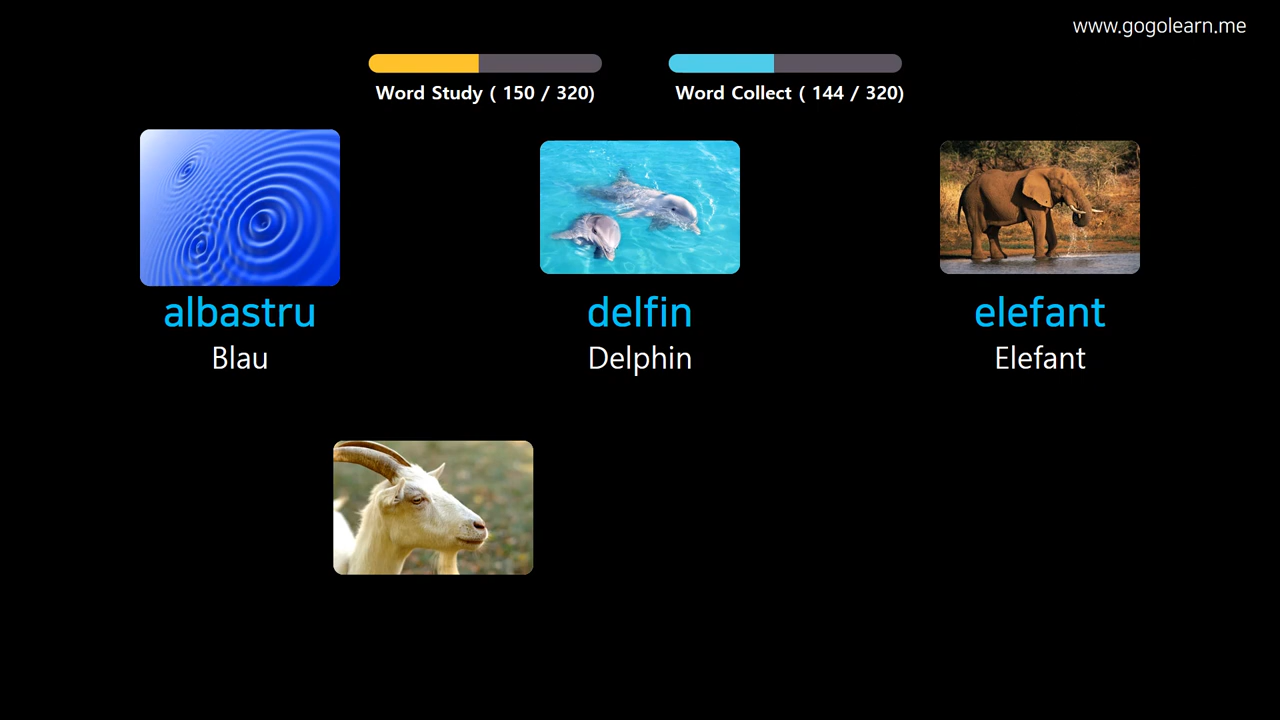 www.gogolearn.me
Word Study ( 150 / 320)
Word Collect ( 144 / 320)
albastru
Blau
delfin
Delphin
elefant
Elefant